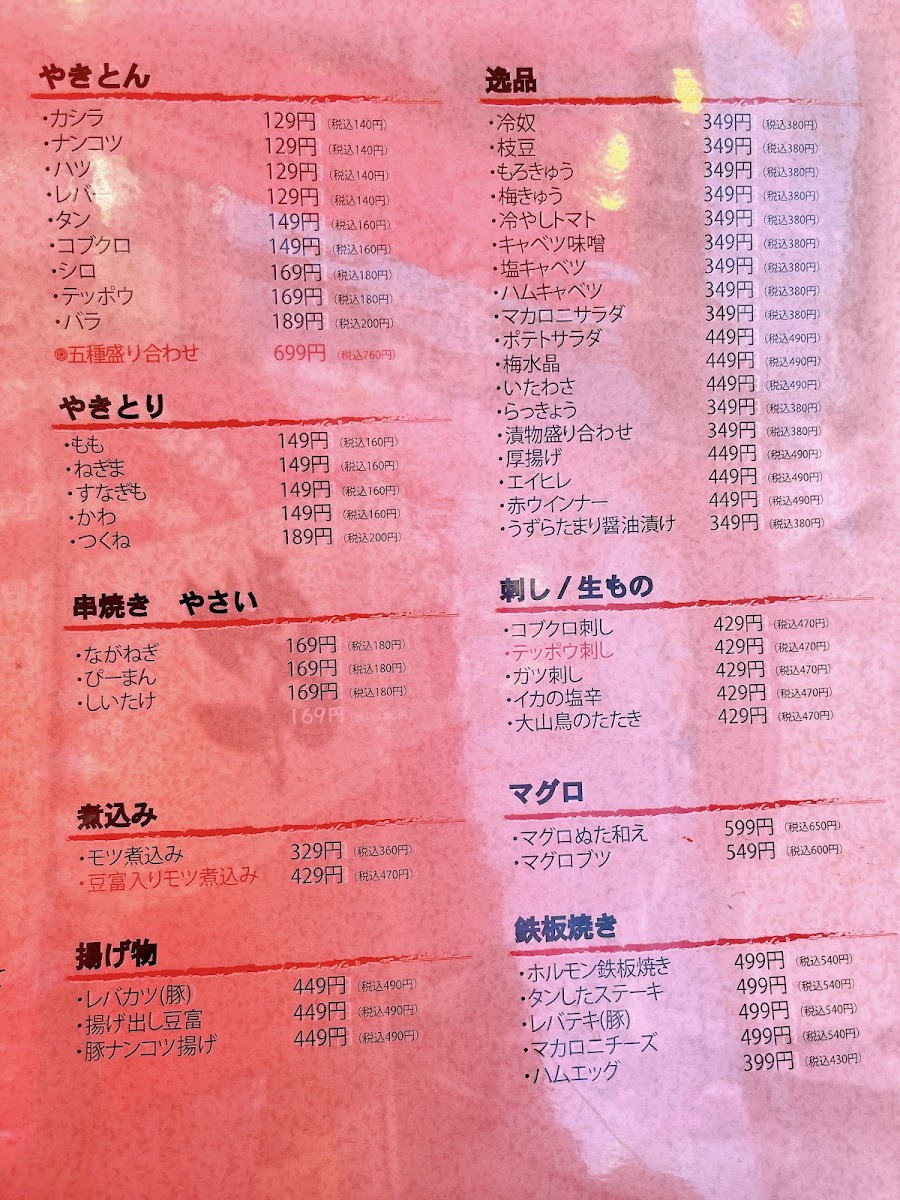 やきとん
・カシラ 129円 (税込140円)
・ナンコツ 129円 (税込140円)
・ハツ 129円 (税込140円)
・レバー 129円 (税込140円)
・タン 149円 (税込160円)
・コブクロ 149円 (税込160円)
・シロ 169円 (税込180円)
・テッポウ 169円 (税込180円)
・バラ 189円 (税込200円)
◎五種盛り合わせ 699円 (税込760円)
やきとり
・もも 149円 (税込160円)
・ねぎま 149円 (税込160円)
・すなぎも 149円 (税込160円)
・かわ 149円 (税込160円)
・つくね 189円 (税込200円)
串焼き やさい
・ながねぎ 169円 (税込180円)
・ぴーまん 169円 (税込180円)
・しいたけ 169円 (税込180円)
169円
煮込み
・モツ煮込み 329円 (税込360円)
・豆富入りモツ煮込み 429円 (税込470円)
揚げ物
・レバカツ(豚) 449円 (税込490円)
・揚げ出し豆富 449円 (税込490円)
・豚ナンコツ揚げ 449円 (税込490円)
逸品
・冷奴 349円 (税込380円)
・枝豆 349円 (税込380円)
・もろきゅう 349円 (税込380円)
・梅きゅう 349円 (税込380円)
・冷やしトマト 349円 (税込380円)
・キャベツ味噌 349円 (税込380円)
・塩キャベツ 349円 (税込380円)
・ハムキャベツ 349円 (税込380円)
・マカロニサラダ 349円 (税込380円)
・ポテトサラダ 449円 (税込490円)
・梅水晶 449円 (税込490円)
・いたわさ 449円 (税込490円)
・らっきょう 349円 (税込380円)
・漬物盛り合わせ 349円 (税込380円)
・厚揚げ 449円 (税込490円)
・エイヒレ 449円 (税込490円)
・赤ウインナー 449円 (税込490円)
・うずらたまり醤油漬け 349円 (税込380円)
刺し / 生もの
・コブクロ刺し 429円 (税込470円)
・テッポウ刺し 429円 (税込470円)
・ガツ刺し 429円 (税込470円)
・イカの塩辛 429円 (税込470円)
・大山鳥のたたき 429円 (税込470円)
マグロ
・マグロぬた和え 599円 (税込650円)
・マグロブツ 549円 (税込600円)
鉄板焼き
・ホルモン鉄板焼き 499円 (税込540円)
・タンしたステーキ 499円 (税込540円)
・レバテキ(豚) 499円 (税込540円)
・マカロニチーズ 499円 (税込540円)
・ハムエッグ 399円 (税込430円)